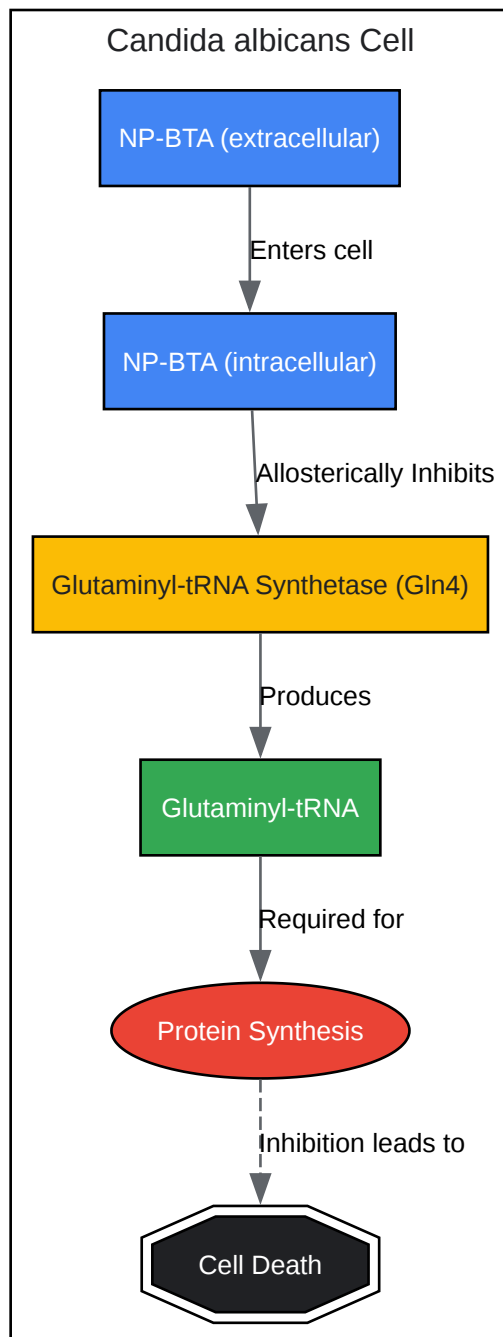 Candida albicans Cell
NP-BTA (extracellular)
Enters cell
NP-BTA (intracellular)
Allosterically Inhibits
Glutaminyl-tRNA Synthetase (Gln4)
Produces
Glutaminyl-tRNA
Required for
Protein Synthesis
Inhibition leads to
Cell Death